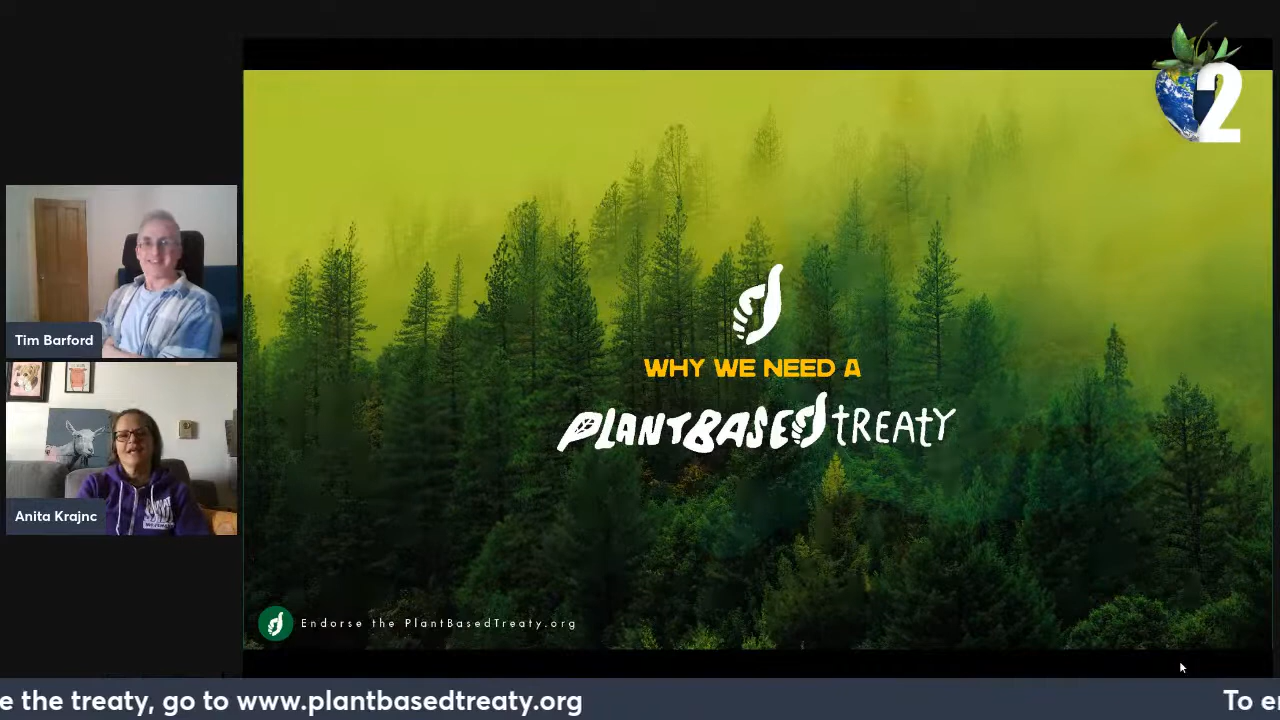 2
Tim Barford
Anita Krajnc
WHY WE NEED A
PLANTBASED TREATY
Endorse the PlantBasedTreaty.org
e the treaty, go to www.plantbasedtreaty.org
To e